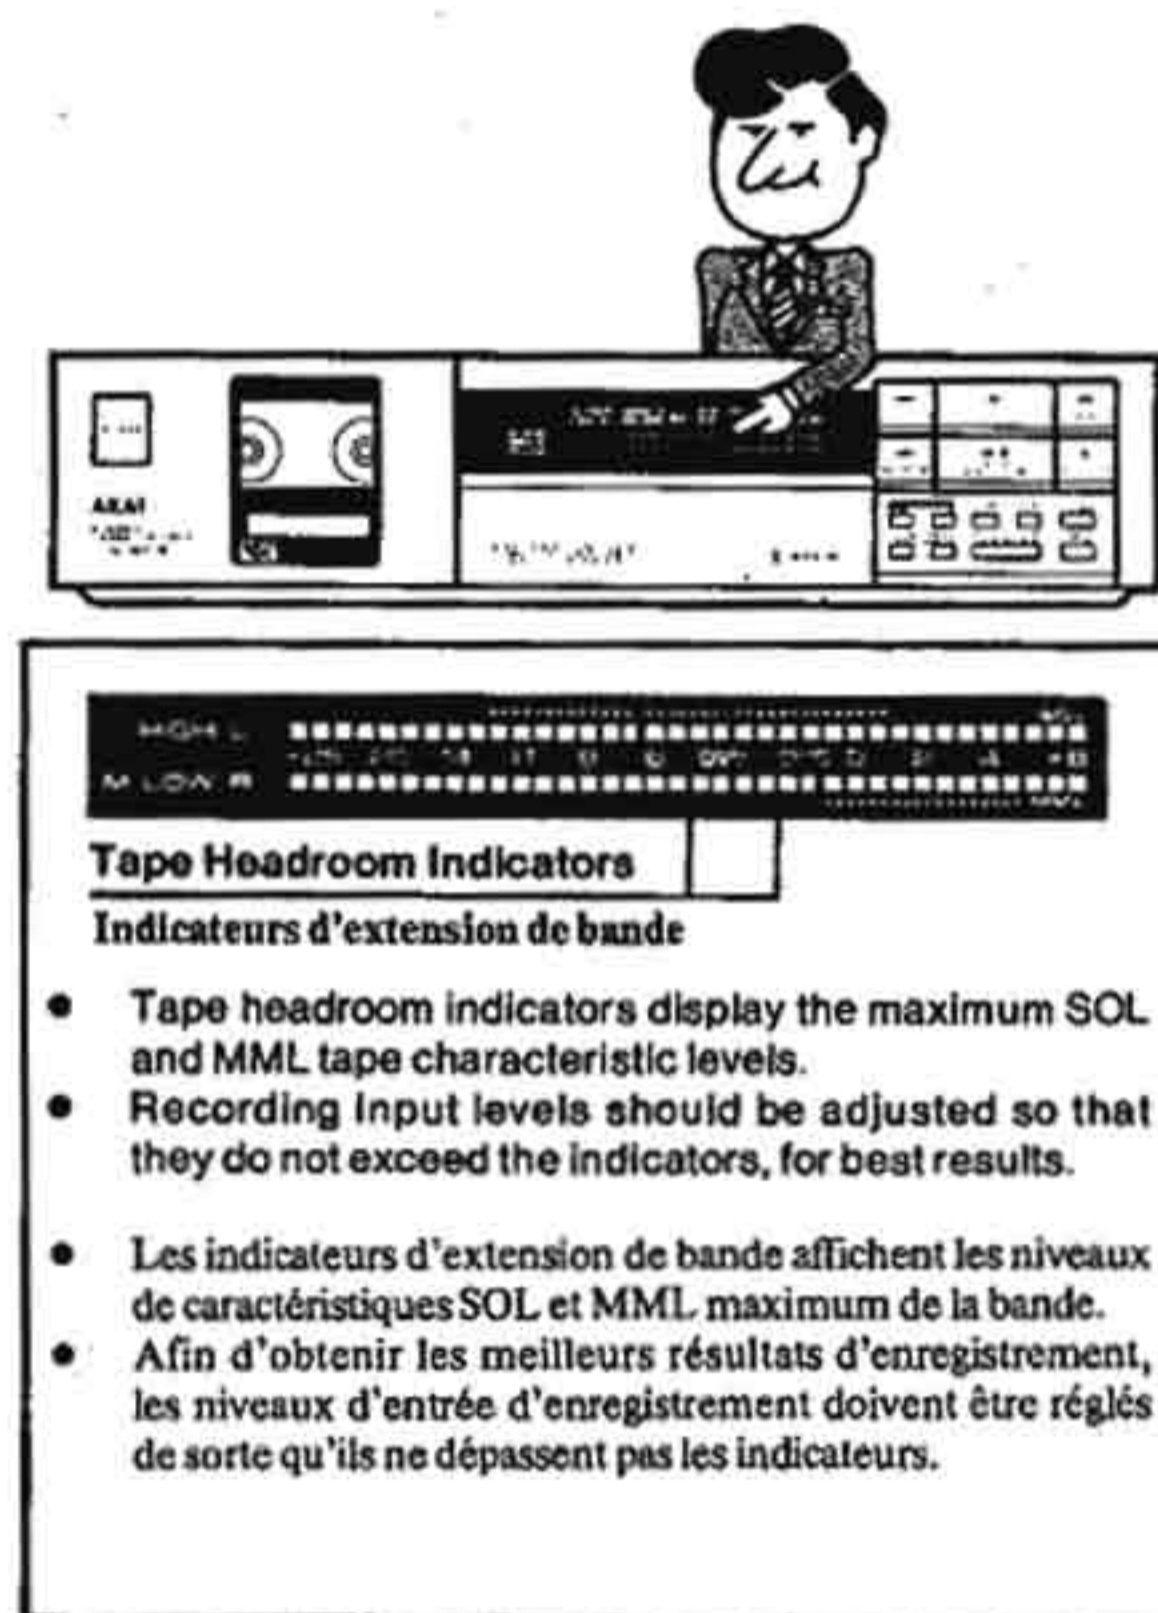 AKAI
HIGH L
M LOW R
Tape Headroom Indicators
Indicateurs d'extension de bande
● Tape headroom indicators display the maximum SOL
and MML tape characteristic levels.
● Recording Input levels should be adjusted so that
they do not exceed the indicators, for best results.
● Les indicateurs d'extension de bande affichent les niveaux
de caractéristiques SOL et MML maximum de la bande.
● Afin d'obtenir les meilleurs résultats d'enregistrement,
les niveaux d'entrée d'enregistrement doivent être réglés
de sorte qu'ils ne dépassent pas les indicateurs.